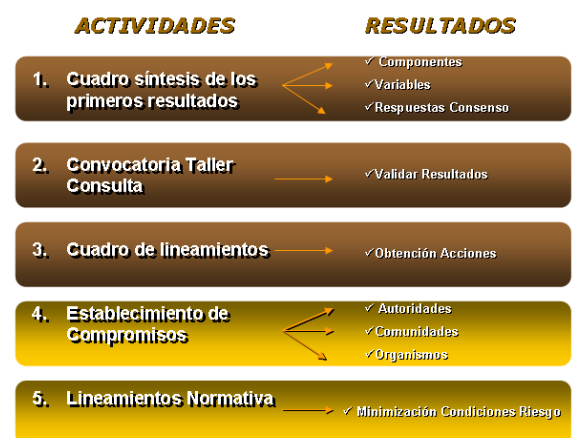 ACTIVIDADES RESULTADOS
1. Cuadro síntesis de los
primeros resultados
✓ Componentes
✓Variables
✓Respuestas Consenso
2. Convocatoria Taller
Consulta
✓Validar Resultados
3. Cuadro de lineamientos
✓Obtención Acciones
4. Establecimiento de
Compromisos
✓ Autoridades
✓Comunidades
✓Organismos
5. Lineamientos Normativa
✓ Minimización Condiciones Riesgo